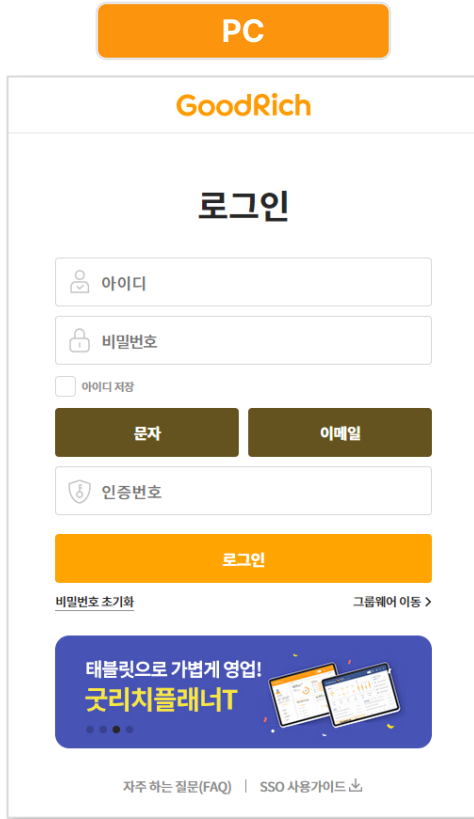 PC
GoodRich
로그인
아이디
비밀번호
아이디 저장
문자 이메일
인증번호
로그인
비밀번호 초기화 그룹웨어 이동 >
태블릿으로 가볍게 영업!
굿리치플래너T
자주 하는 질문(FAQ) | SSO 사용가이드